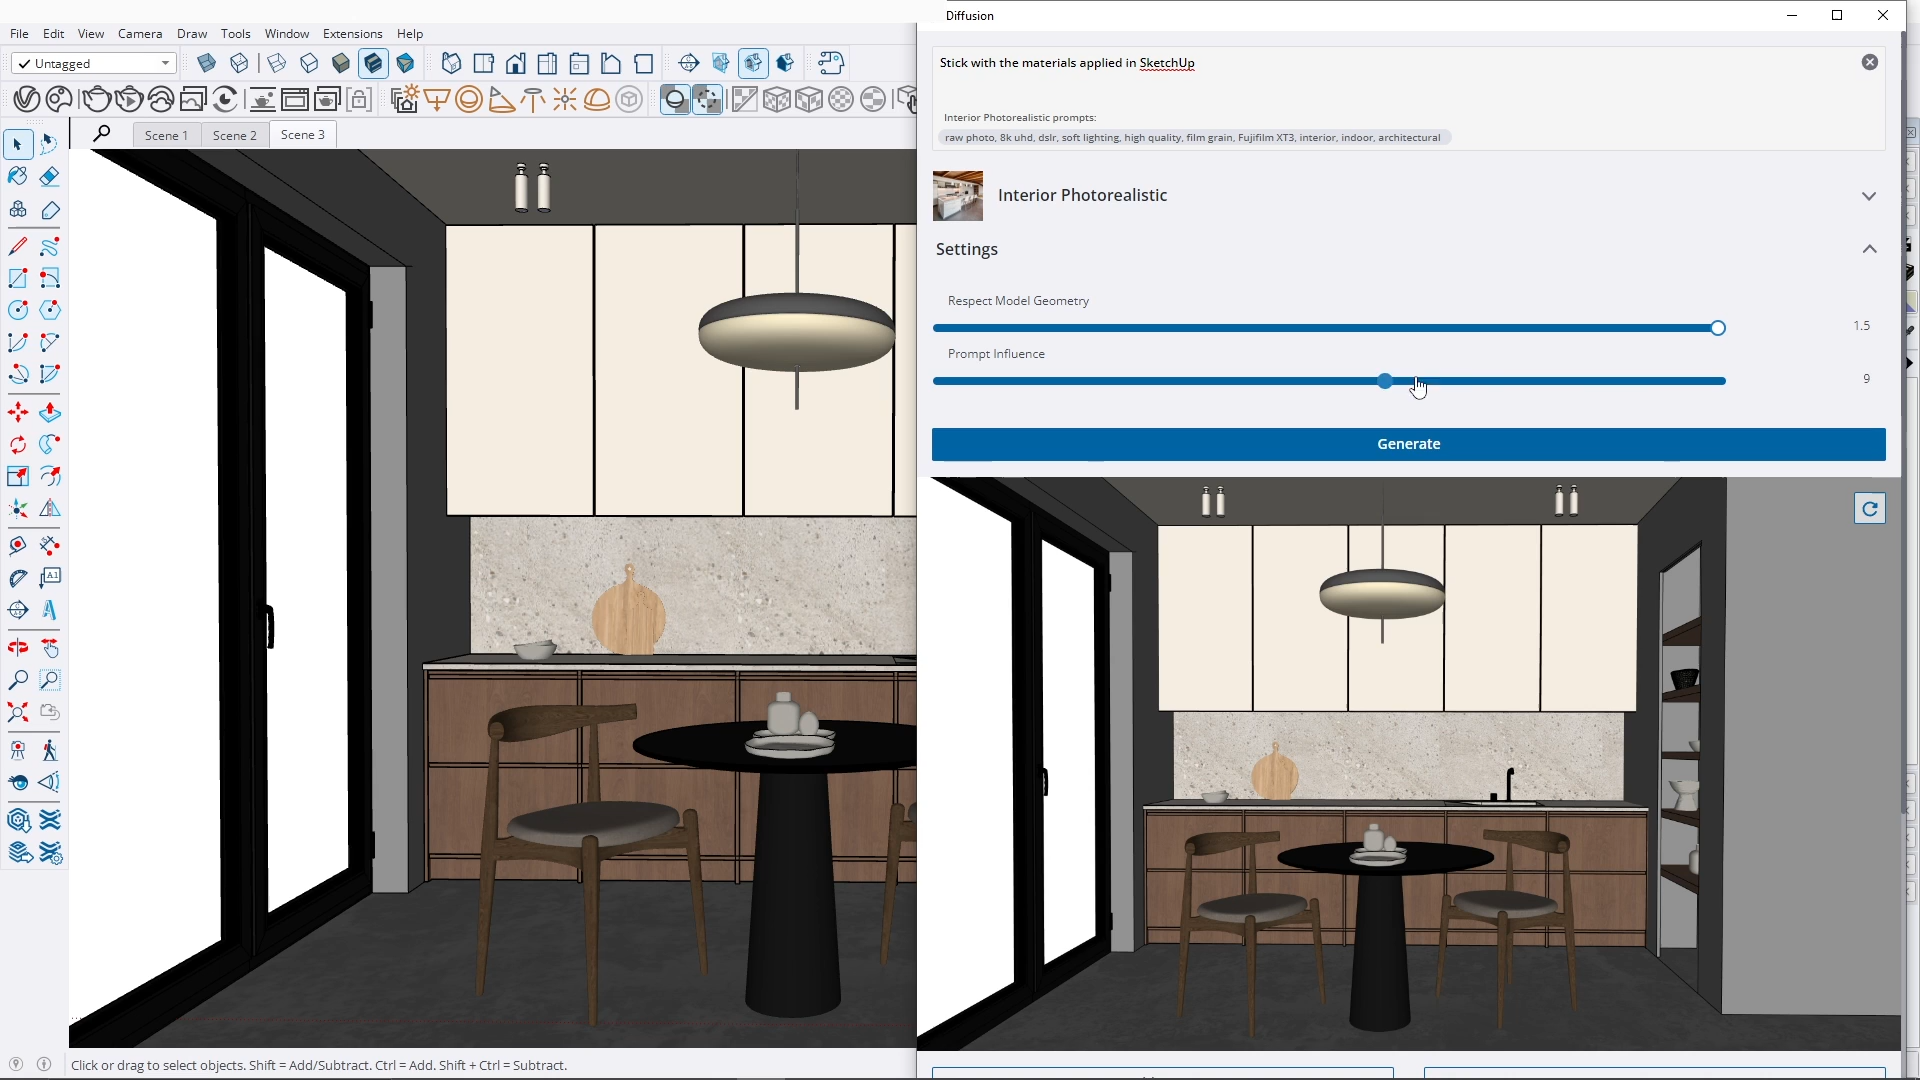 Diffusion
File Edit View Camera Draw Tools Window Extensions Help
Untagged
Scene 1 Scene 2 Scene 3
A1
Stick with the materials applied in SketchUp
Interior Photorealistic prompts:
raw photo, 8k uhd, dslr, soft lighting, high quality, film grain, Fujifilm XT3, interior, indoor, architectural
Interior Photorealistic
Settings
Respect Model Geometry
1.5
Prompt Influence
9
Generate
Click or drag to select objects. Shift = Add/Subtract. Ctrl = Add. Shift + Ctrl = Subtract.